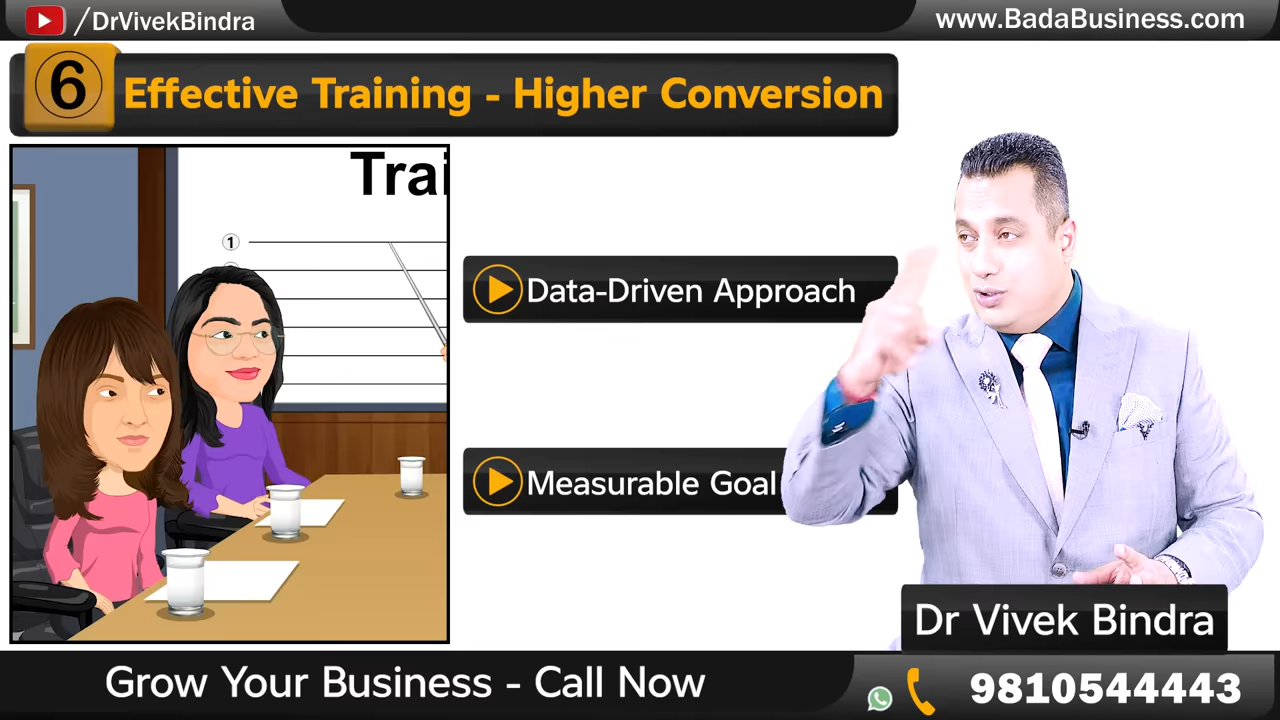 /DrVivekBindra
www.BadaBusiness.com
6 Effective Training - Higher Conversion
Trai
1
Data-Driven Approach
Measurable Goal
Dr Vivek Bindra
Grow Your Business - Call Now
9810544443